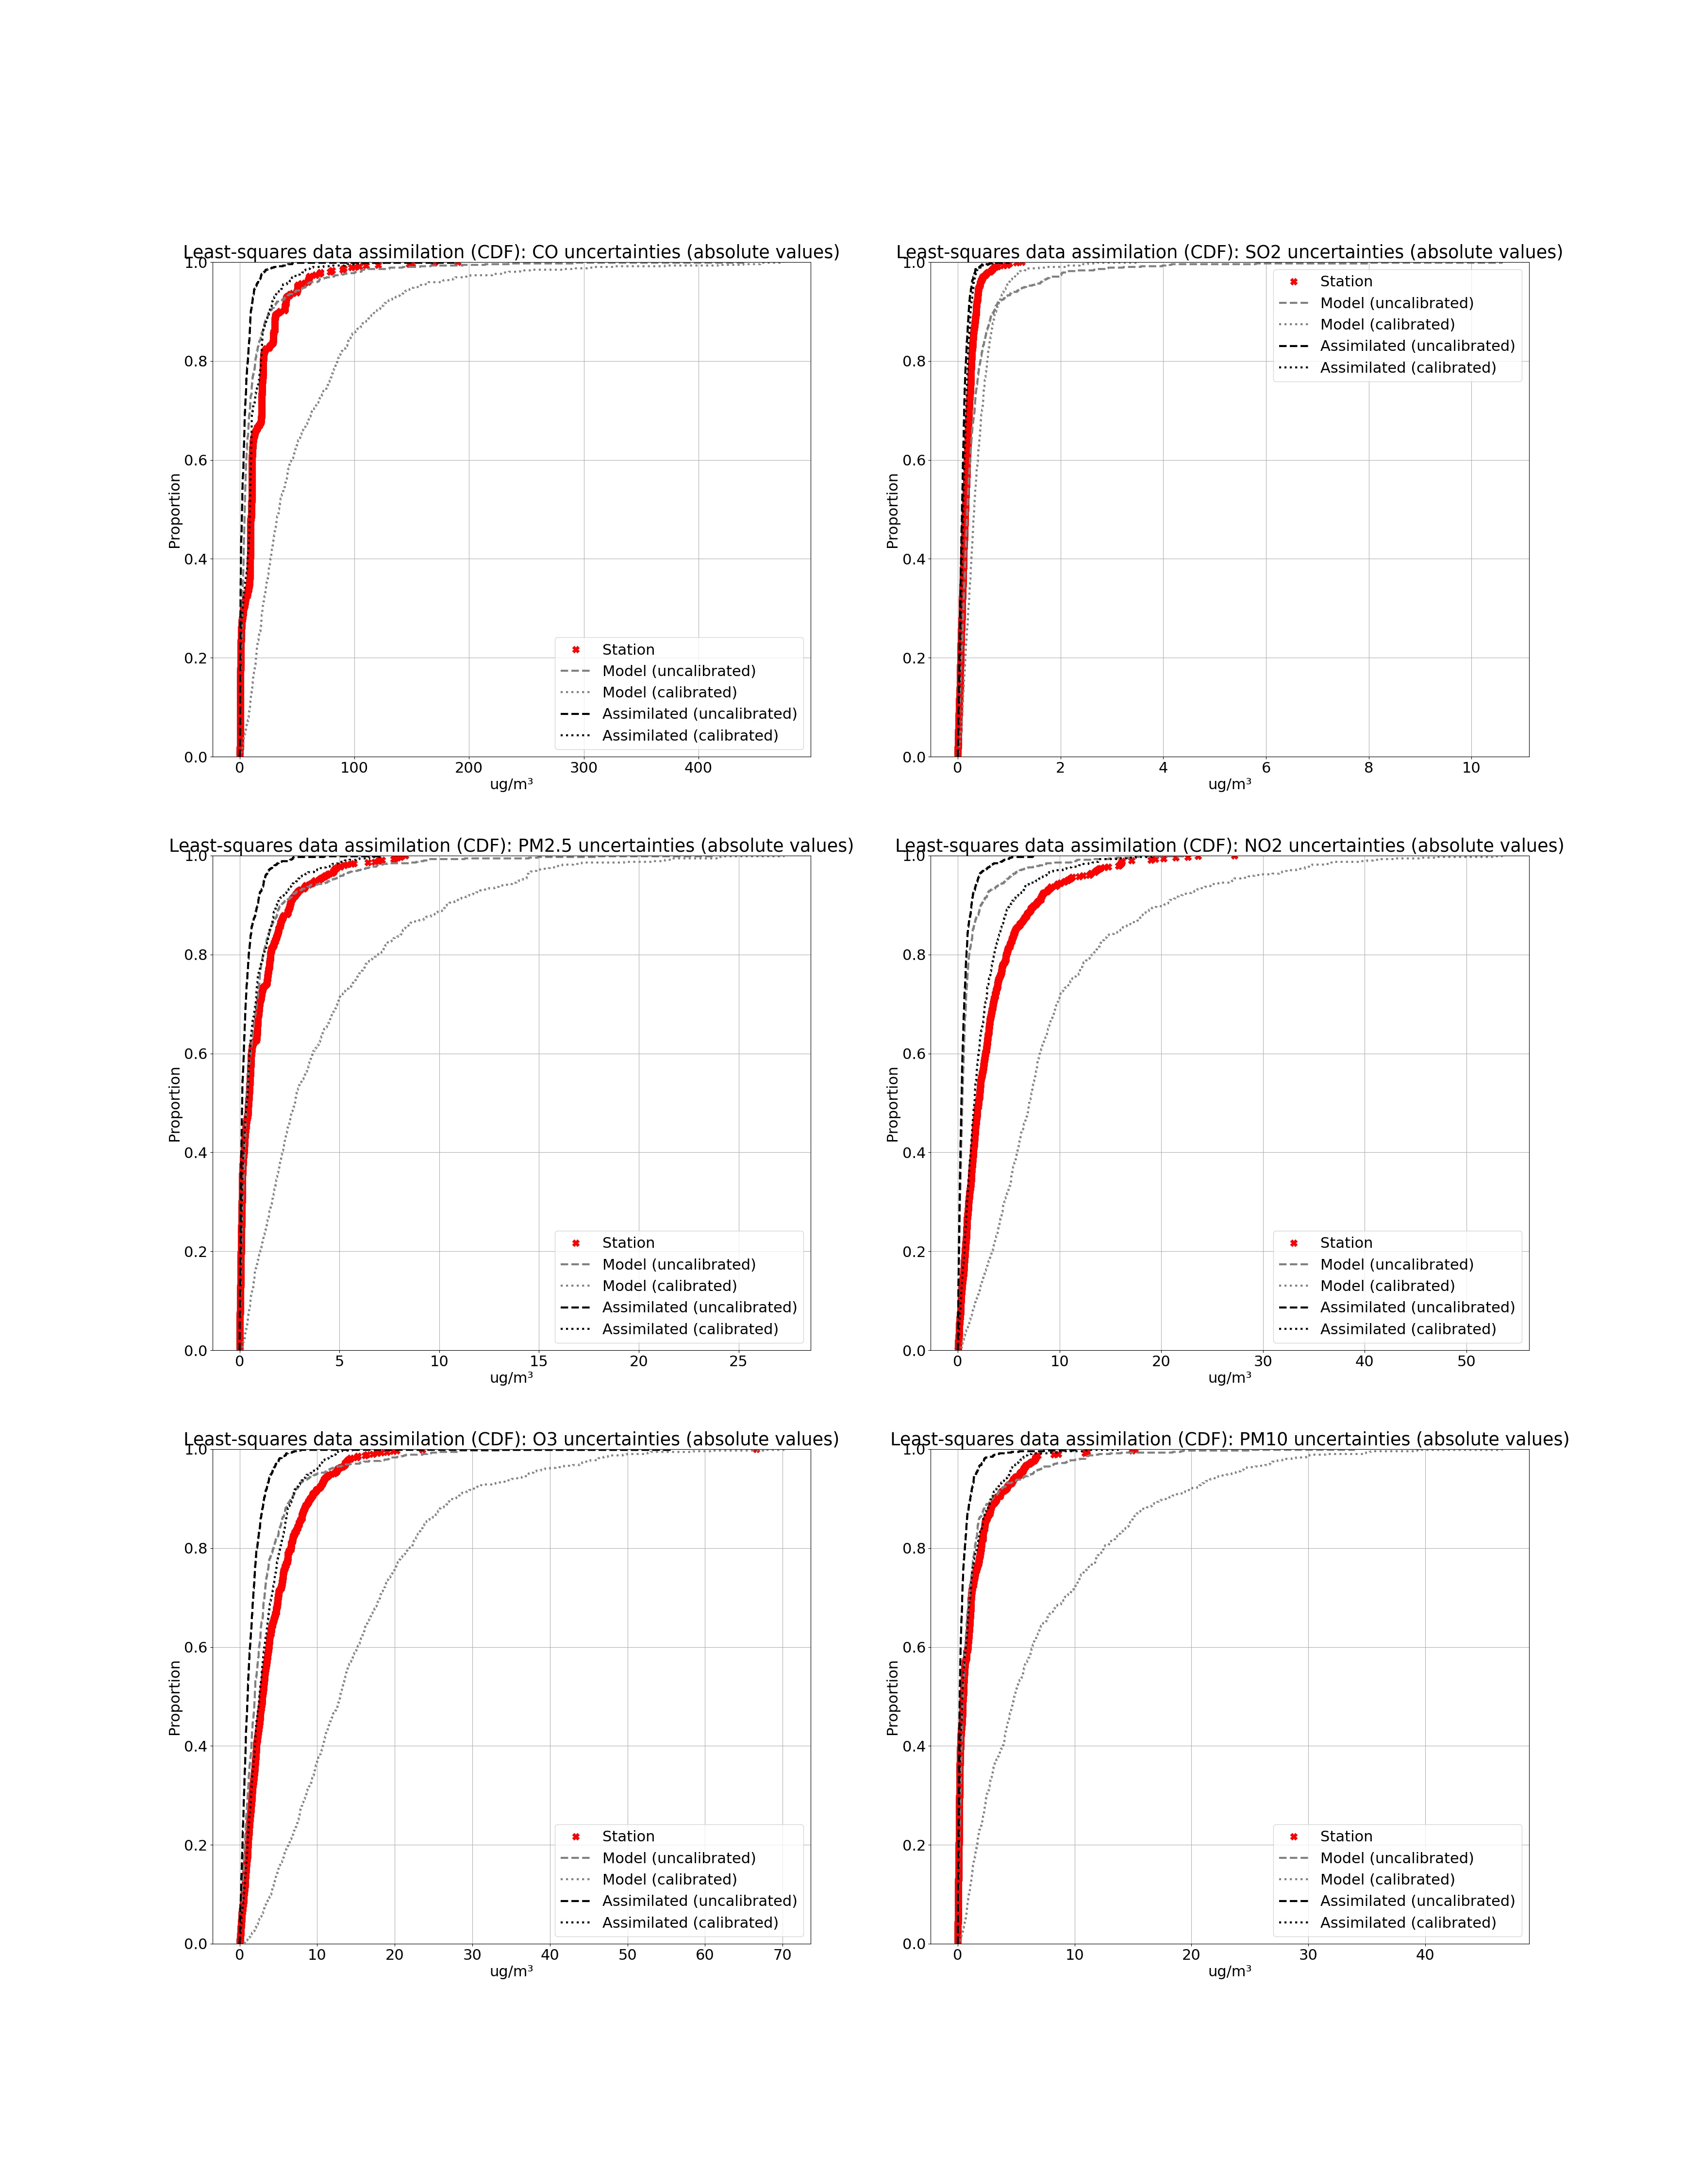 Least-squares data assimilation (CDF): CO uncertainties (absolute values)
1.0
0.8
0.6
0.4
0.2
0.0
Proportion
0 100 200 300 400
ug/m³
Station
Model (uncalibrated)
Model (calibrated)
Assimilated (uncalibrated)
Assimilated (calibrated)
Least-squares data assimilation (CDF): SO2 uncertainties (absolute values)
1.0
0.8
0.6
0.4
0.2
0.0
Proportion
0 2 4 6 8 10
ug/m³
Station
Model (uncalibrated)
Model (calibrated)
Assimilated (uncalibrated)
Assimilated (calibrated)
Least-squares data assimilation (CDF): PM2.5 uncertainties (absolute values)
1.0
0.8
0.6
0.4
0.2
0.0
Proportion
0 5 10 15 20 25
ug/m³
Station
Model (uncalibrated)
Model (calibrated)
Assimilated (uncalibrated)
Assimilated (calibrated)
Least-squares data assimilation (CDF): NO2 uncertainties (absolute values)
1.0
0.8
0.6
0.4
0.2
0.0
Proportion
0 10 20 30 40 50
ug/m³
Station
Model (uncalibrated)
Model (calibrated)
Assimilated (uncalibrated)
Assimilated (calibrated)
Least-squares data assimilation (CDF): O3 uncertainties (absolute values)
1.0
0.8
0.6
0.4
0.2
0.0
Proportion
0 10 20 30 40 50 60 70
ug/m³
Station
Model (uncalibrated)
Model (calibrated)
Assimilated (uncalibrated)
Assimilated (calibrated)
Least-squares data assimilation (CDF): PM10 uncertainties (absolute values)
1.0
0.8
0.6
0.4
0.2
0.0
Proportion
0 10 20 30 40
ug/m³
Station
Model (uncalibrated)
Model (calibrated)
Assimilated (uncalibrated)
Assimilated (calibrated)